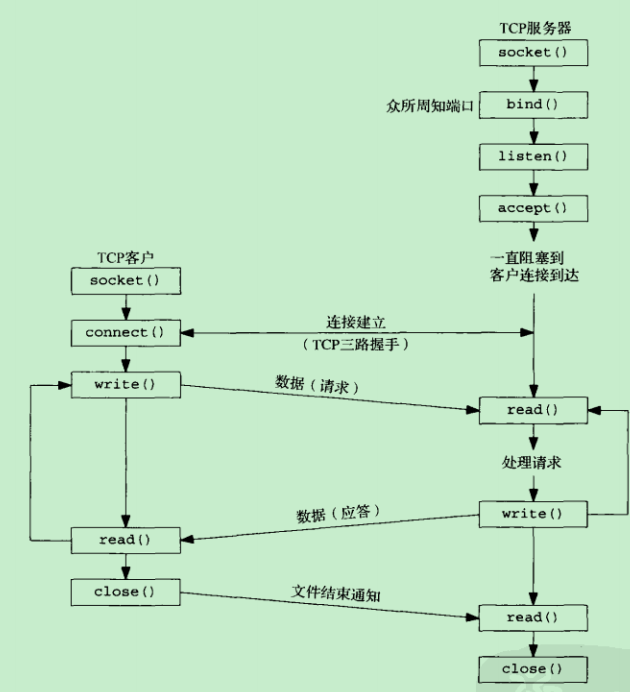 TCP服务器
socket()
众所周知端口
bind()
listen()
accept()
一直阻塞到
客户连接到达
TCP客户
socket()
connect()
连接建立
（TCP三路握手）
write()
数据（请求）
read()
处理请求
write()
数据（应答）
read()
close()
文件结束通知
read()
close()